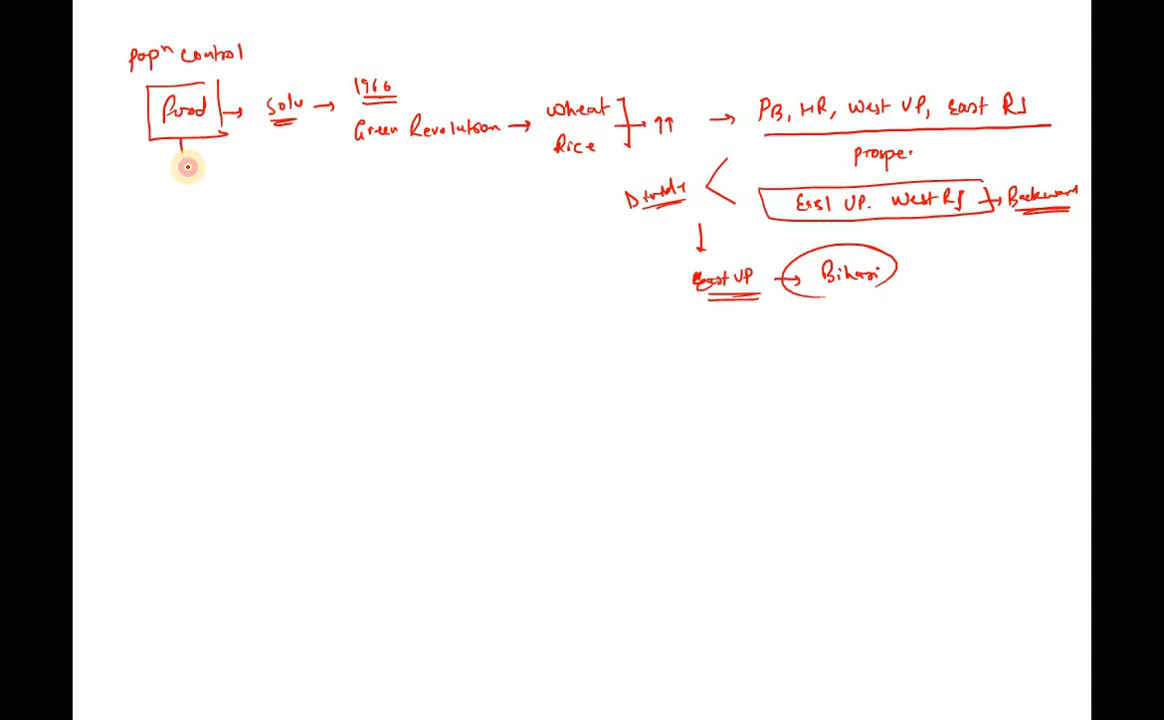 Popⁿ control
Food → Solu → 1966
Green Revolution → Wheat
Rice → ↑↑ → PB, HR, West UP, East RJ
Prosper
East UP. West RJ → Backward
East UP → Bihari